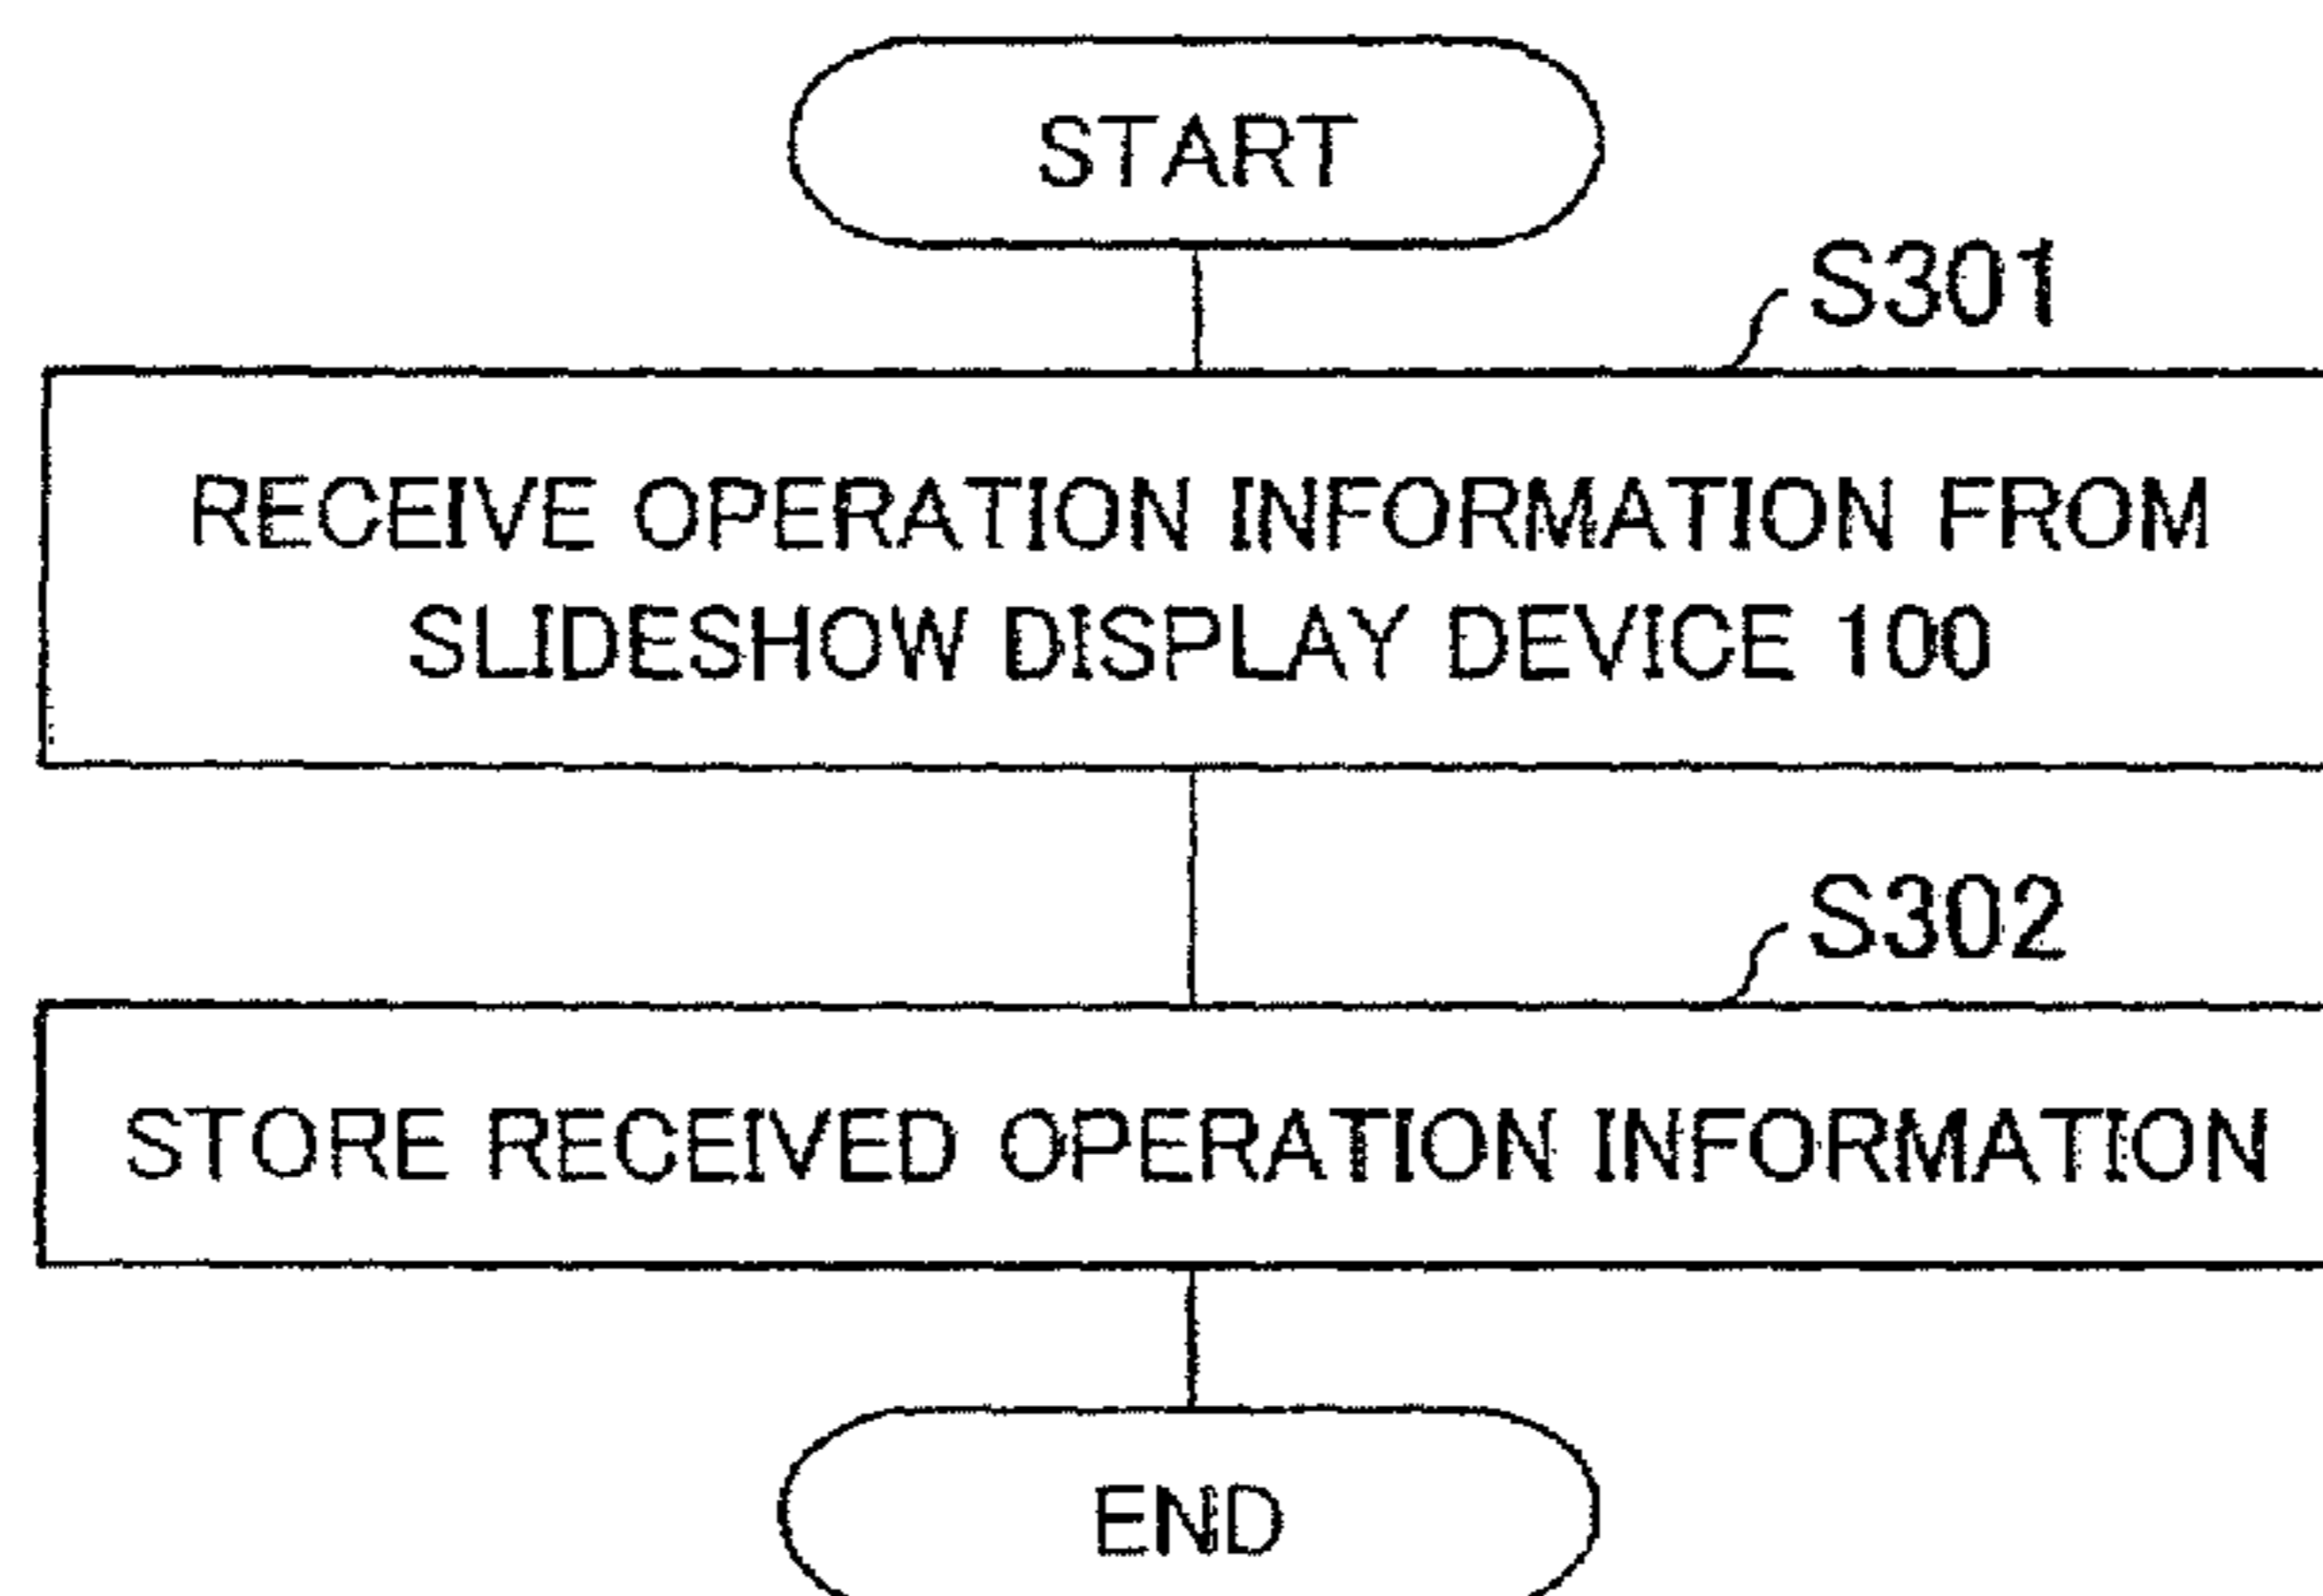 START
S301
RECEIVE OPERATION INFORMATION FROM
SLIDESHOW DISPLAY DEVICE 100
S302
STORE RECEIVED OPERATION INFORMATION
END